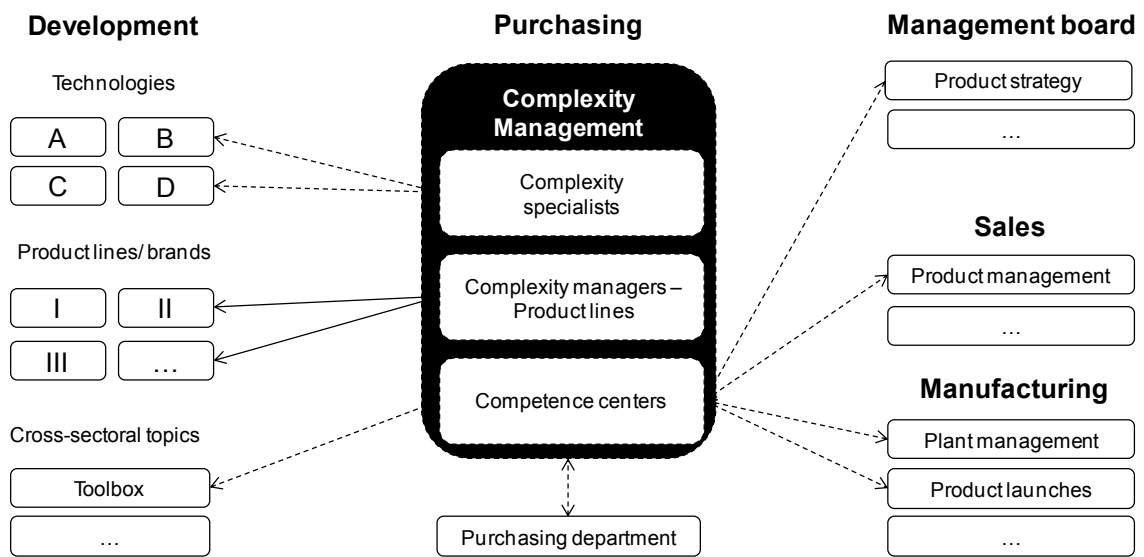 Development
Technologies
A
B
C
D
Product lines/ brands
I
II
III
...
Cross-sectoral topics
Toolbox
...
Purchasing
Complexity
Management
Complexity
specialists
Complexity managers –
Product lines
Competence centers
Purchasing department
Management board
Product strategy
...
Sales
Product management
...
Manufacturing
Plant management
Product launches
...